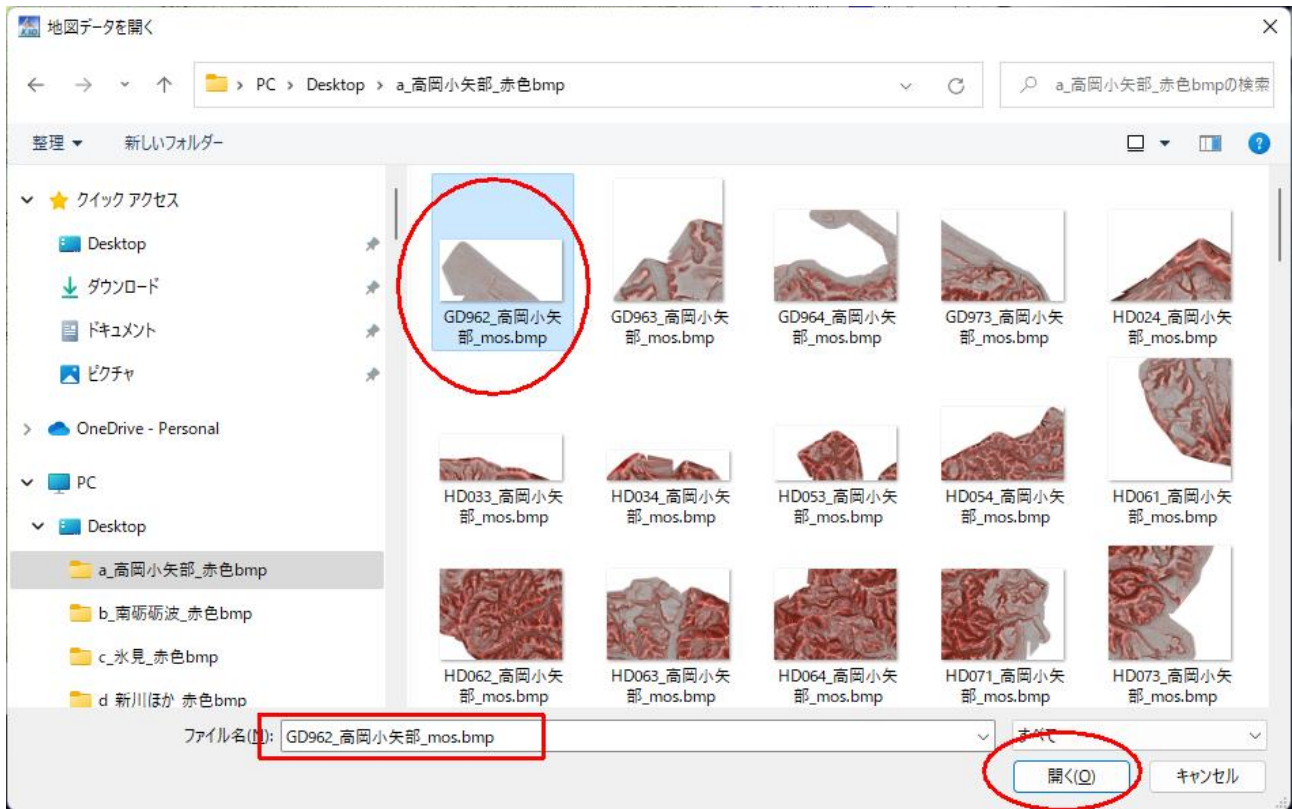 地図データを開く
PC > Desktop > a_高岡小矢部_赤色bmp
a_高岡小矢部_赤色bmpの検索
整理
新しいフォルダー
クイック アクセス
Desktop
ダウンロード
ドキュメント
ピクチャ
OneDrive - Personal
PC
Desktop
a_高岡小矢部_赤色bmp
b_南砺砺波_赤色bmp
c_氷見_赤色bmp
d 新川ほか 赤色bmp
GD962_高岡小矢
部_mos.bmp
GD963_高岡小矢
部_mos.bmp
GD964_高岡小矢
部_mos.bmp
GD973_高岡小矢
部_mos.bmp
HD024_高岡小矢
部_mos.bmp
HD033_高岡小矢
部_mos.bmp
HD034_高岡小矢
部_mos.bmp
HD053_高岡小矢
部_mos.bmp
HD054_高岡小矢
部_mos.bmp
HD061_高岡小矢
部_mos.bmp
HD062_高岡小矢
部_mos.bmp
HD063_高岡小矢
部_mos.bmp
HD064_高岡小矢
部_mos.bmp
HD071_高岡小矢
部_mos.bmp
HD073_高岡小矢
部_mos.bmp
ファイル名(N):
GD962_高岡小矢部_mos.bmp
すべて
開く(O)
キャンセル